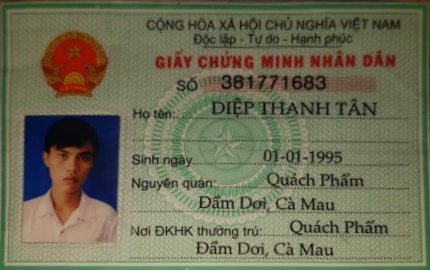 CỘNG HÒA XÃ HỘI CHỦ NGHĨA VIỆT NAM
Độc lập - Tự do - Hạnh phúc
GIẤY CHỨNG MINH NHÂN DÂN
SỐ 381771683
Họ tên: DIỆP THANH TÂN
Sinh ngày 01-01-1995
Nguyên quán: Quách Phẩm
Đầm Dơi, Cà Mau
Nơi ĐKHK thường trú: Quách Phẩm
Đầm Dơi, Cà Mau